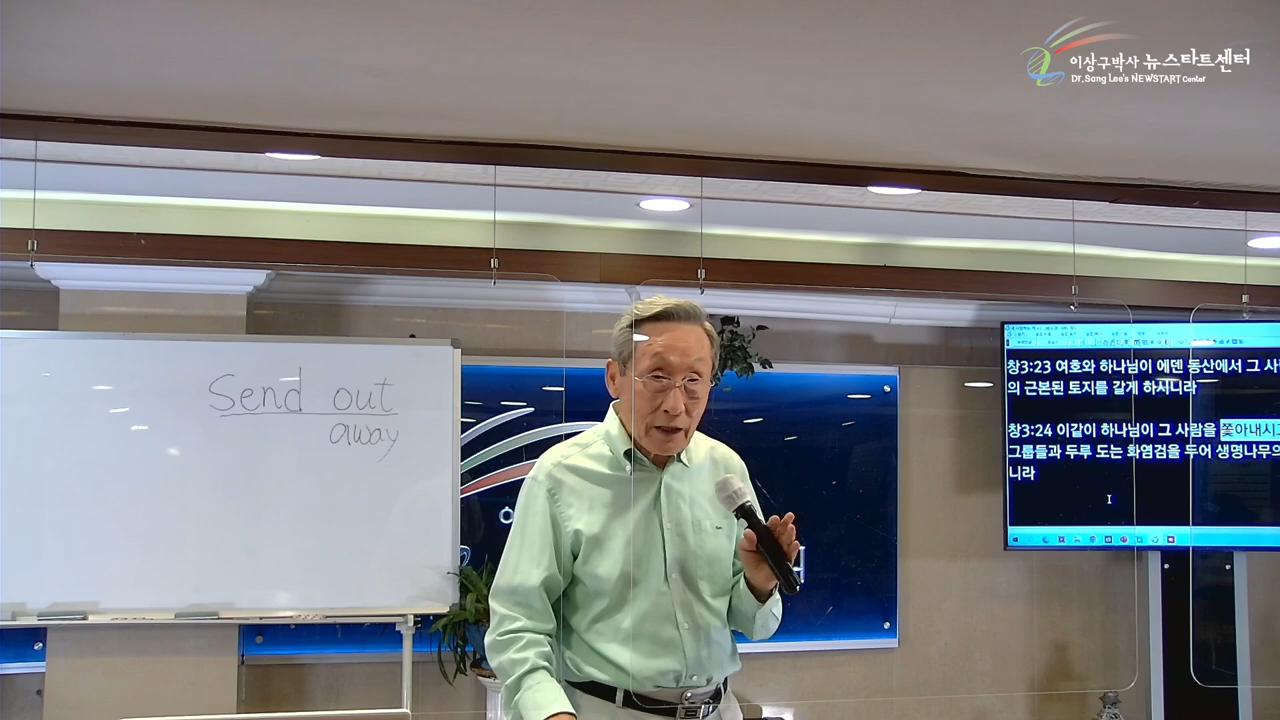 이상구박사 뉴스타트센터
Dr. Sang Lee's NEWSTART Center
Send out
away
창3:23 여호와 하나님이 에덴 동산에서 그 사
의 근본된 토지를 갈게 하시니라
창3:24 이같이 하나님이 그 사람을 쫓아내시고
그룹들과 두루 도는 화염검을 두어 생명나무의
니라